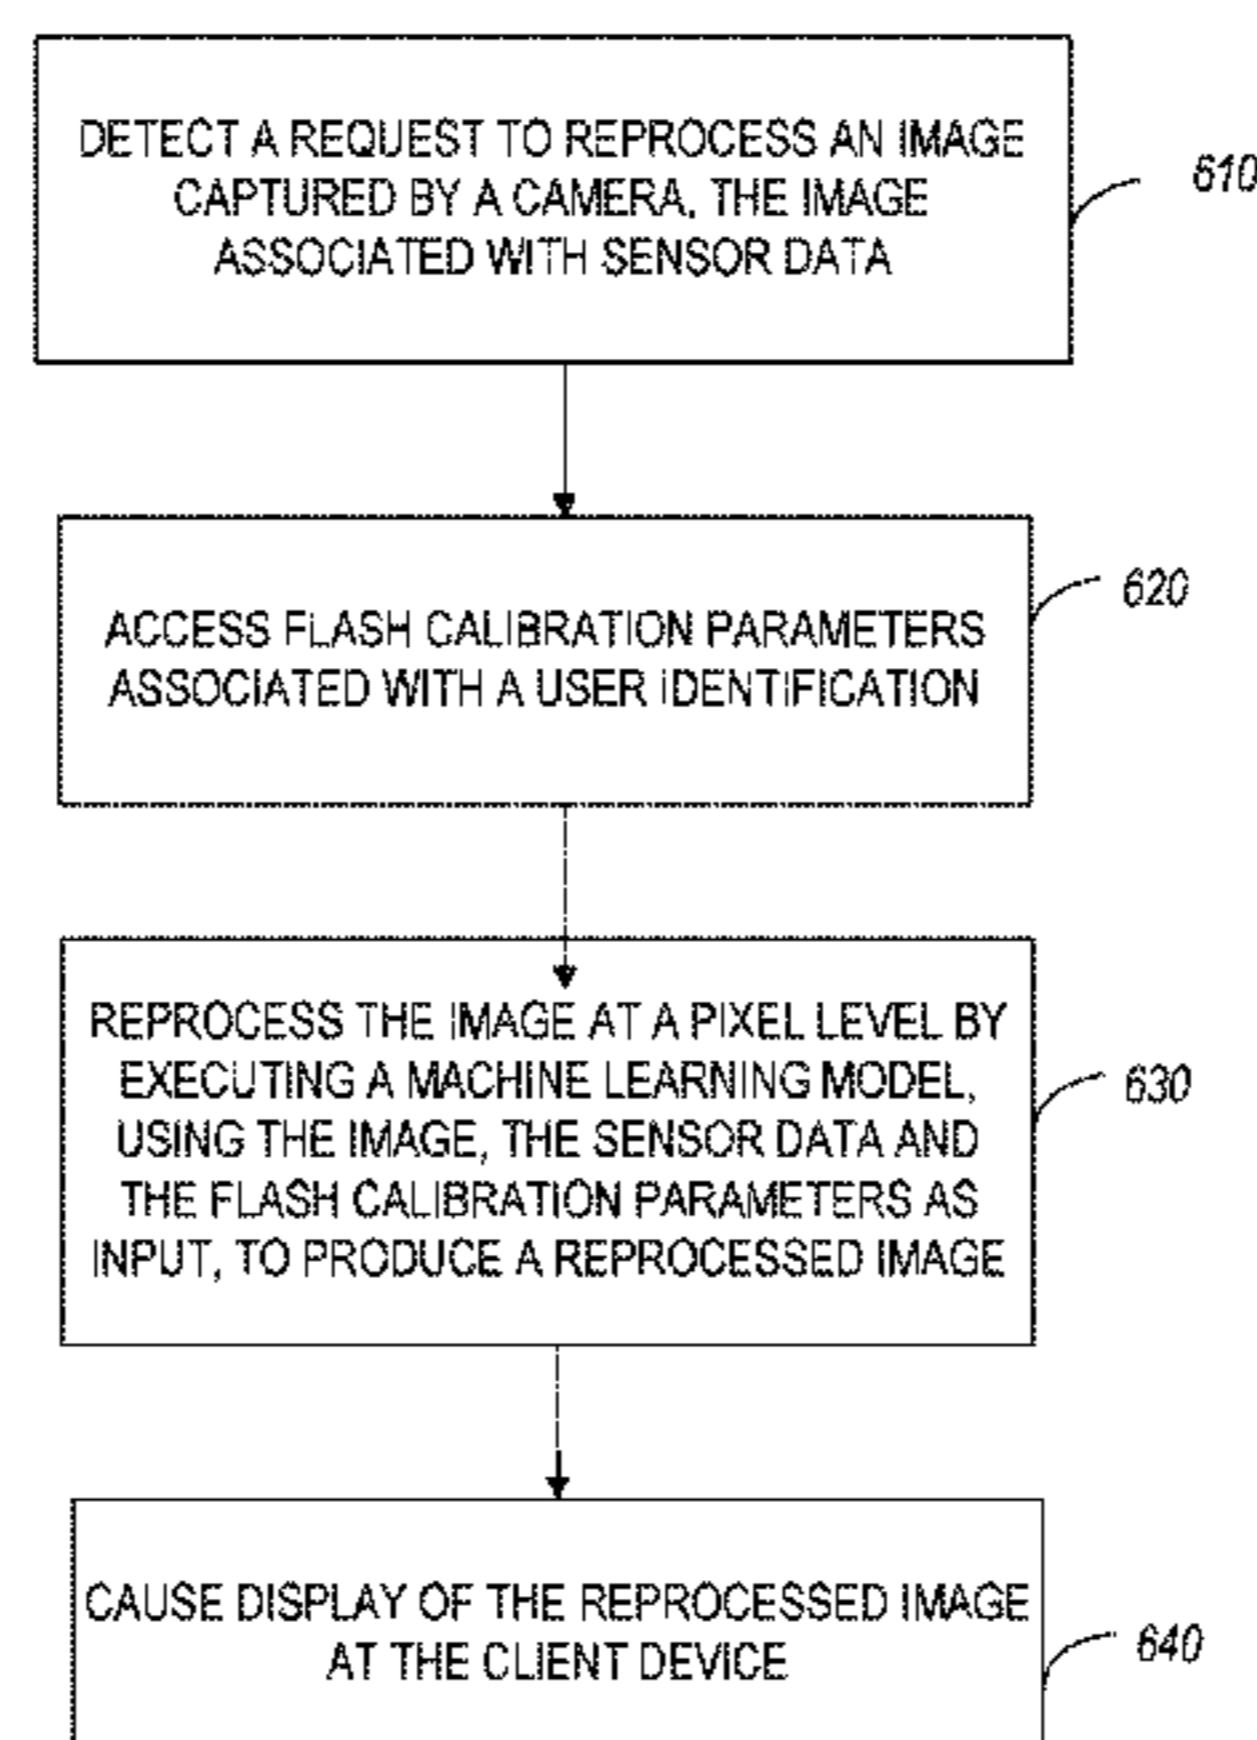 DETECT A REQUEST TO REPROCESS AN IMAGE
CAPTURED BY A CAMERA, THE IMAGE
ASSOCIATED WITH SENSOR DATA
610
ACCESS FLASH CALIBRATION PARAMETERS
ASSOCIATED WITH A USER IDENTIFICATION
620
REPROCESS THE IMAGE AT A PIXEL LEVEL BY
EXECUTING A MACHINE LEARNING MODEL,
USING THE IMAGE, THE SENSOR DATA AND
THE FLASH CALIBRATION PARAMETERS AS
INPUT, TO PRODUCE A REPROCESSED IMAGE
630
CAUSE DISPLAY OF THE REPROCESSED IMAGE
AT THE CLIENT DEVICE
640